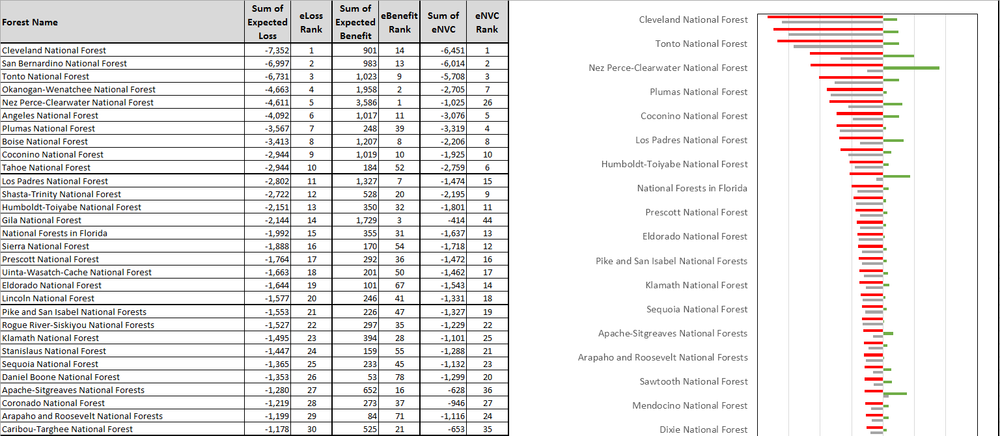 Forest Name Sum of Expected Loss eLoss Rank Sum of Expected Benefit eBenefit Rank Sum of eNVC eNVC Rank
Cleveland National Forest -7,352 1 901 14 -6,451 1
San Bernardino National Forest -6,997 2 983 13 -6,014 2
Tonto National Forest -6,731 3 1,023 9 -5,708 3
Okanogan-Wenatchee National Forest -4,663 4 1,958 2 -2,705 7
Nez Perce-Clearwater National Forest -4,611 5 3,586 1 -1,025 26
Angeles National Forest -4,092 6 1,017 11 -3,076 5
Plumas National Forest -3,567 7 248 39 -3,319 4
Boise National Forest -3,413 8 1,207 8 -2,206 8
Coconino National Forest -2,944 9 1,019 10 -1,925 10
Tahoe National Forest -2,944 10 184 52 -2,759 6
Los Padres National Forest -2,802 11 1,327 7 -1,474 15
Shasta-Trinity National Forest -2,722 12 528 20 -2,195 9
Humboldt-Toiyabe National Forest -2,151 13 350 32 -1,801 11
Gila National Forest -2,144 14 1,729 3 -414 44
National Forests in Florida -1,992 15 355 31 -1,637 13
Sierra National Forest -1,888 16 170 54 -1,718 12
Prescott National Forest -1,764 17 292 36 -1,472 16
Uinta-Wasatch-Cache National Forest -1,663 18 201 50 -1,462 17
Eldorado National Forest -1,644 19 101 67 -1,543 14
Lincoln National Forest -1,577 20 246 41 -1,331 18
Pike and San Isabel National Forests -1,553 21 226 47 -1,327 19
Rogue River-Siskiyou National Forests -1,527 22 297 35 -1,229 22
Klamath National Forest -1,495 23 394 28 -1,101 25
Stanislaus National Forest -1,447 24 159 55 -1,288 21
Sequoia National Forest -1,365 25 233 45 -1,132 23
Daniel Boone National Forest -1,353 26 53 78 -1,299 20
Apache-Sitgreaves National Forests -1,280 27 652 16 -628 36
Coronado National Forest -1,219 28 273 37 -946 27
Arapaho and Roosevelt National Forests -1,199 29 84 71 -1,116 24
Caribou-Targhee National Forest -1,178 30 525 21 -653 35
Cleveland National Forest
Tonto National Forest
Nez Perce-Clearwater National Forest
Plumas National Forest
Coconino National Forest
Los Padres National Forest
Humboldt-Toiyabe National Forest
National Forests in Florida
Prescott National Forest
Eldorado National Forest
Pike and San Isabel National Forests
Klamath National Forest
Sequoia National Forest
Apache-Sitgreaves National Forests
Arapaho and Roosevelt National Forests
Sawtooth National Forest
Mendocino National Forest
Dixie National Forest